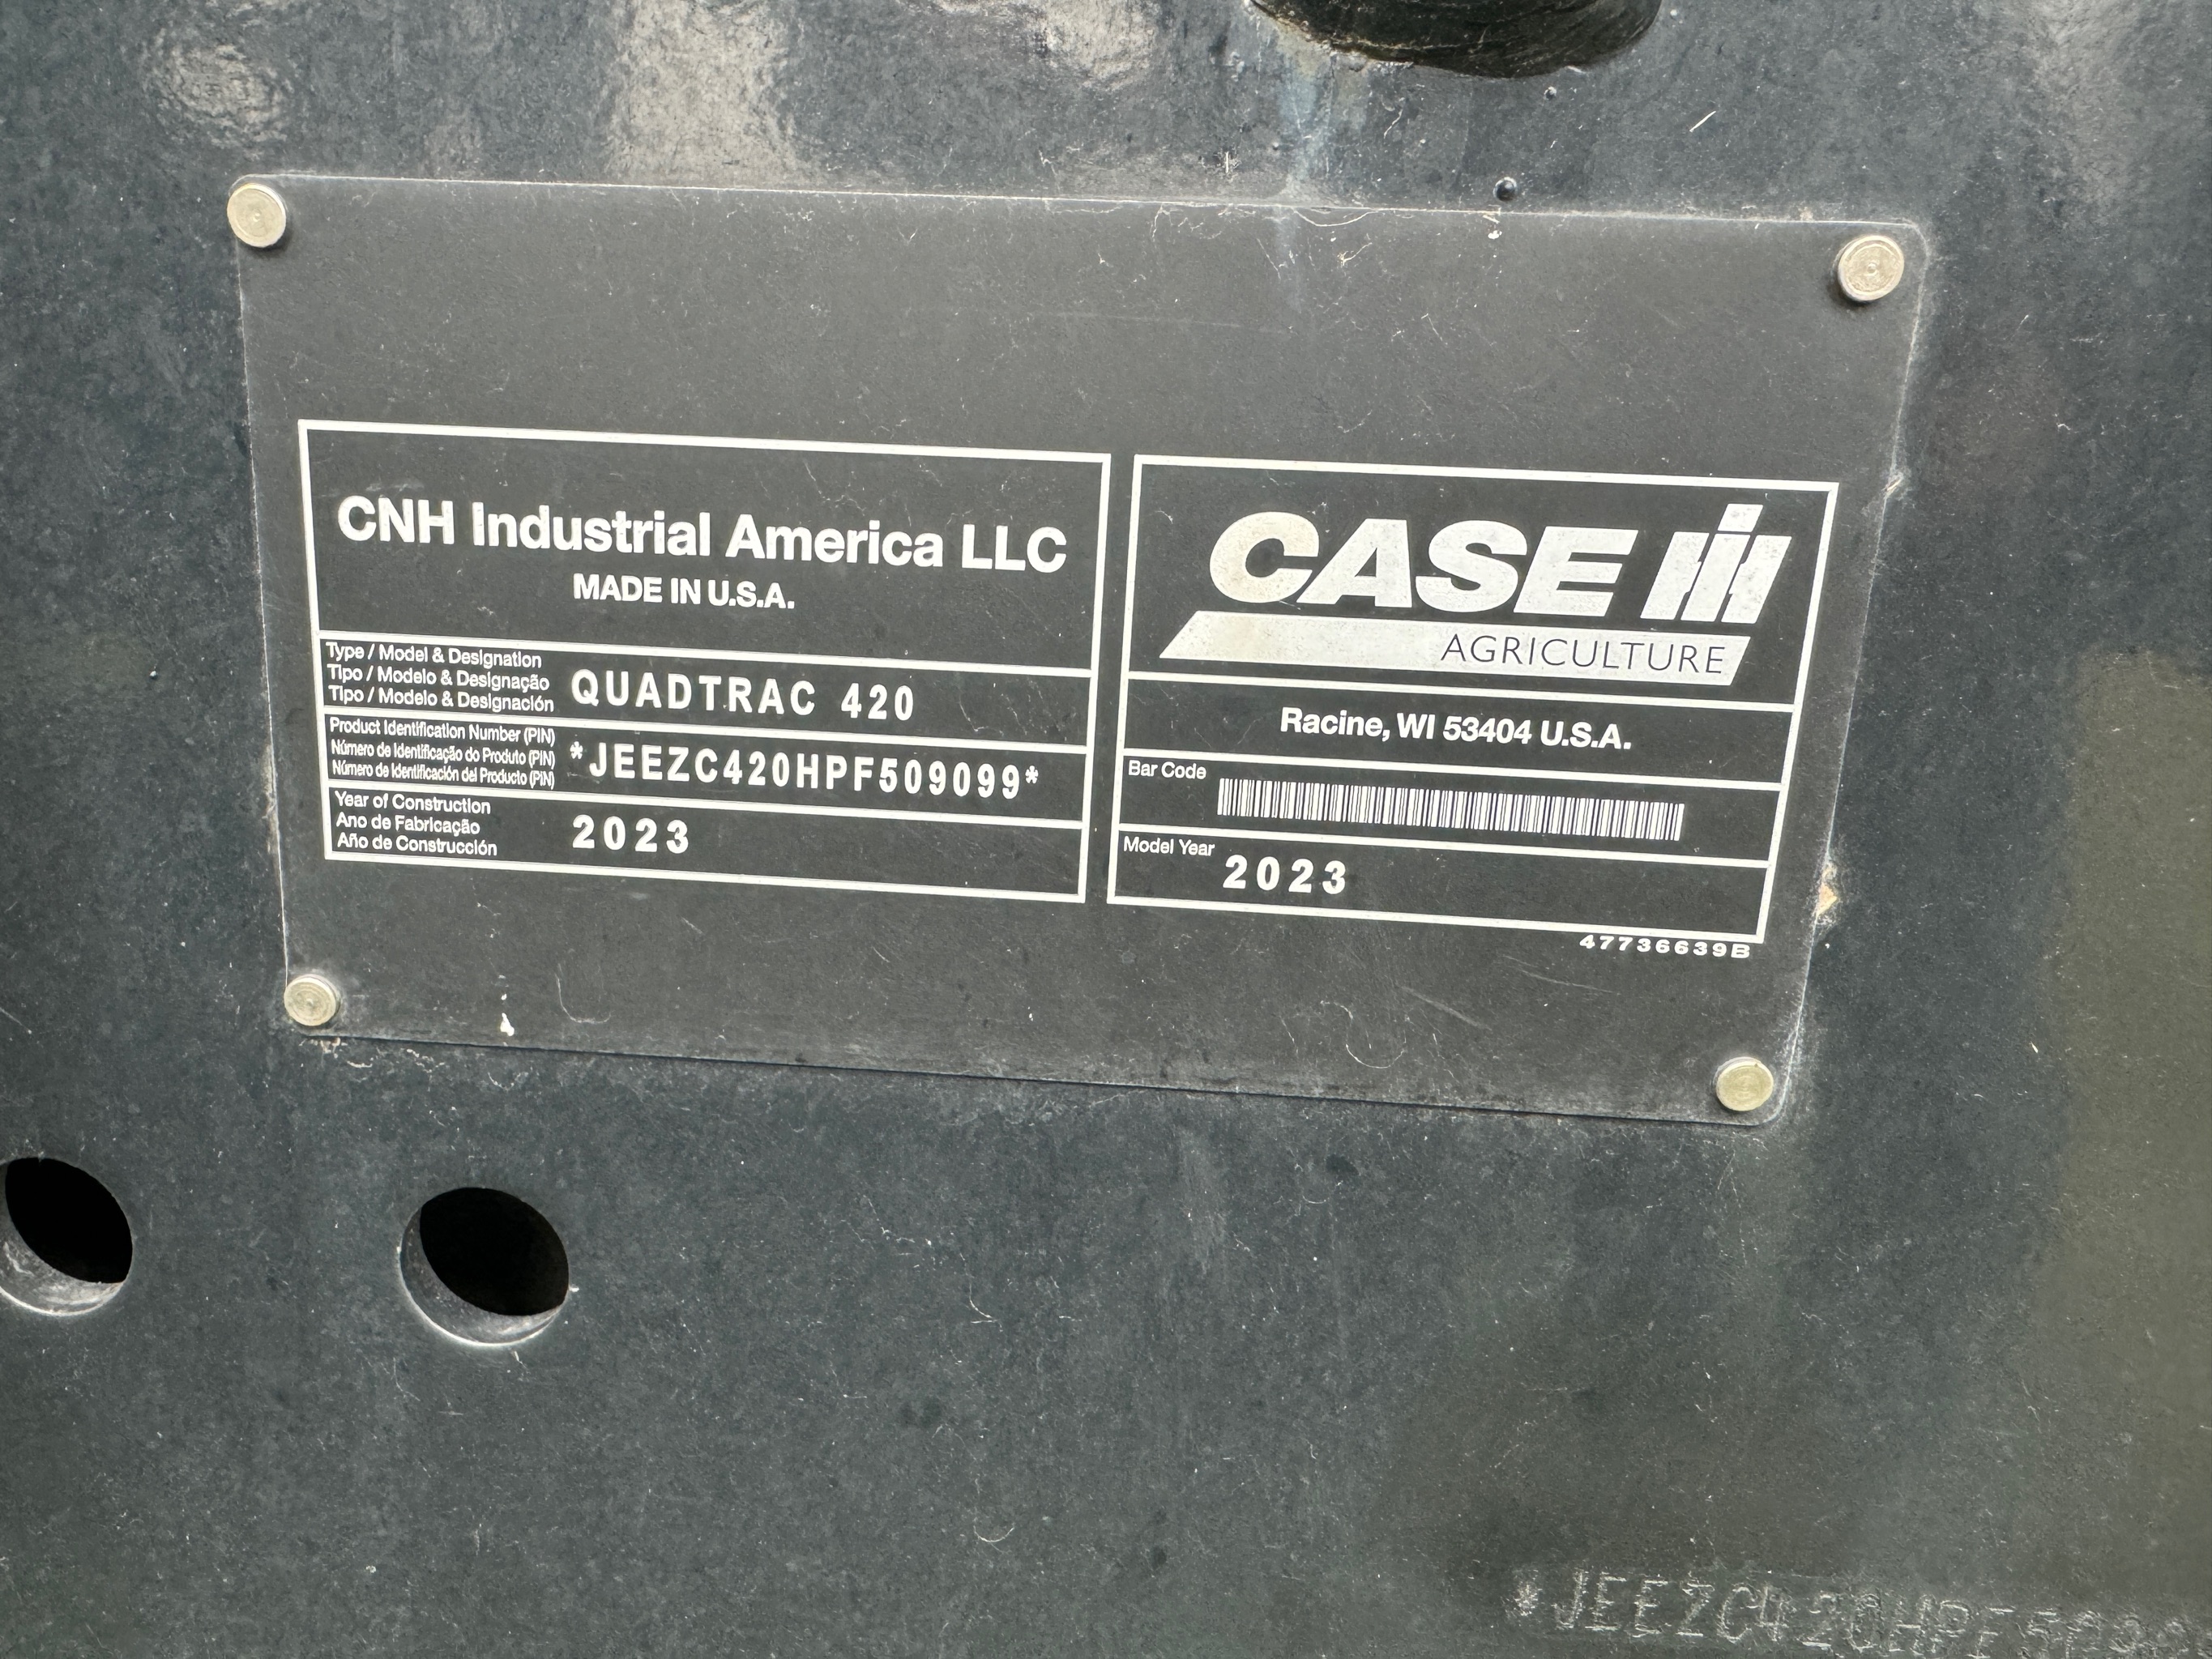 CNH Industrial America LLC
MADE IN U.S.A.
Type / Model & Designation
Tipo / Modelo & Designação
Tipo / Modelo & Designación
QUADTRAC 420
Product Identification Number (PIN)
Número de Identificação do Produto (PIN)
Número de Identificación del Producto (PIN)
*JEEZC420HPF509099*
Year of Construction
Ano de Fabricação
Año de Construcción
2023
CASE IH
AGRICULTURE
Racine, WI 53404 U.S.A.
Bar Code
Model Year
2023
47736639B
*JEEZC420HPF5090